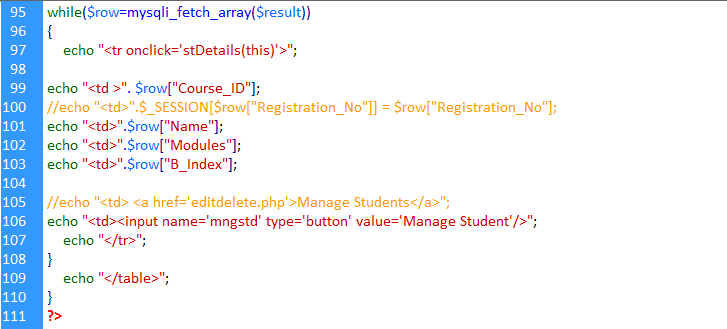 95 while($row=mysqli_fetch_array($result))
96 {
97 echo "<tr onclick='stDetails(this)'>";
98
99 echo "<td >". $row["Course_ID"];
100 //echo "<td>".$_SESSION[$row["Registration_No"]] = $row["Registration_No"];
101 echo "<td>".$row["Name"];
102 echo "<td>".$row["Modules"];
103 echo "<td>".$row["B_Index"];
104
105 //echo "<td> <a href='editdelete.php'>Manage Students</a>";
106 echo "<td><input name='mngstd' type='button' value='Manage Student'/>";
107 echo "</tr>";
108 }
109 echo "</table>";
110 }
111 ?>